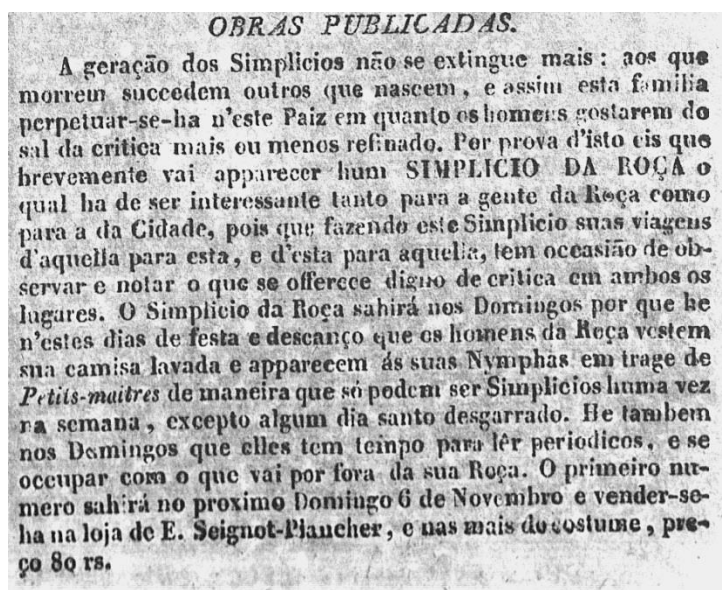 OBRAS PUBLICADAS.
A geração dos Simplicios não se extingue mais: aos que
morrem succedem outros que nascem, e assim esta familia
perpetuar-se-ha n'este Paiz em quanto os homens gostarem do
sal da critica mais ou menos refinado. Por prova d'isto eis que
brevemente vai apparecer hum SIMPLICIO DA ROÇA o
qual ha de ser interessante tanto para a gente da Roça como
para a da Cidade, pois que fazendo este Simplicio suas viagens
d'aquella para esta, e d'esta para aquella, tem occasião de ob-
servar e notar o que se offerece digno de critica em ambos os
lugares. O Simplicio da Roça sahirá nos Domingos por que he
n'estes dias de festa e descanço que os homens da Roça vestem
sua camisa lavada e apparecem ás suas Nymphas em trage de
Petits-maitres de maneira que só podem ser Simplicios huma vez
na semana, excepto algum dia santo desgarrado. He tambem
nos Domingos que elles tem tempo para lêr periodicos, e se
occupar com o que vai por fora da sua Roça. O primeiro nu-
mero sahirá no proximo Domingo 6 de Novembro e vender-se-
ha na loja de E. Seignot-Plancher, e nas mais do costume, pre-
ço 80 rs.